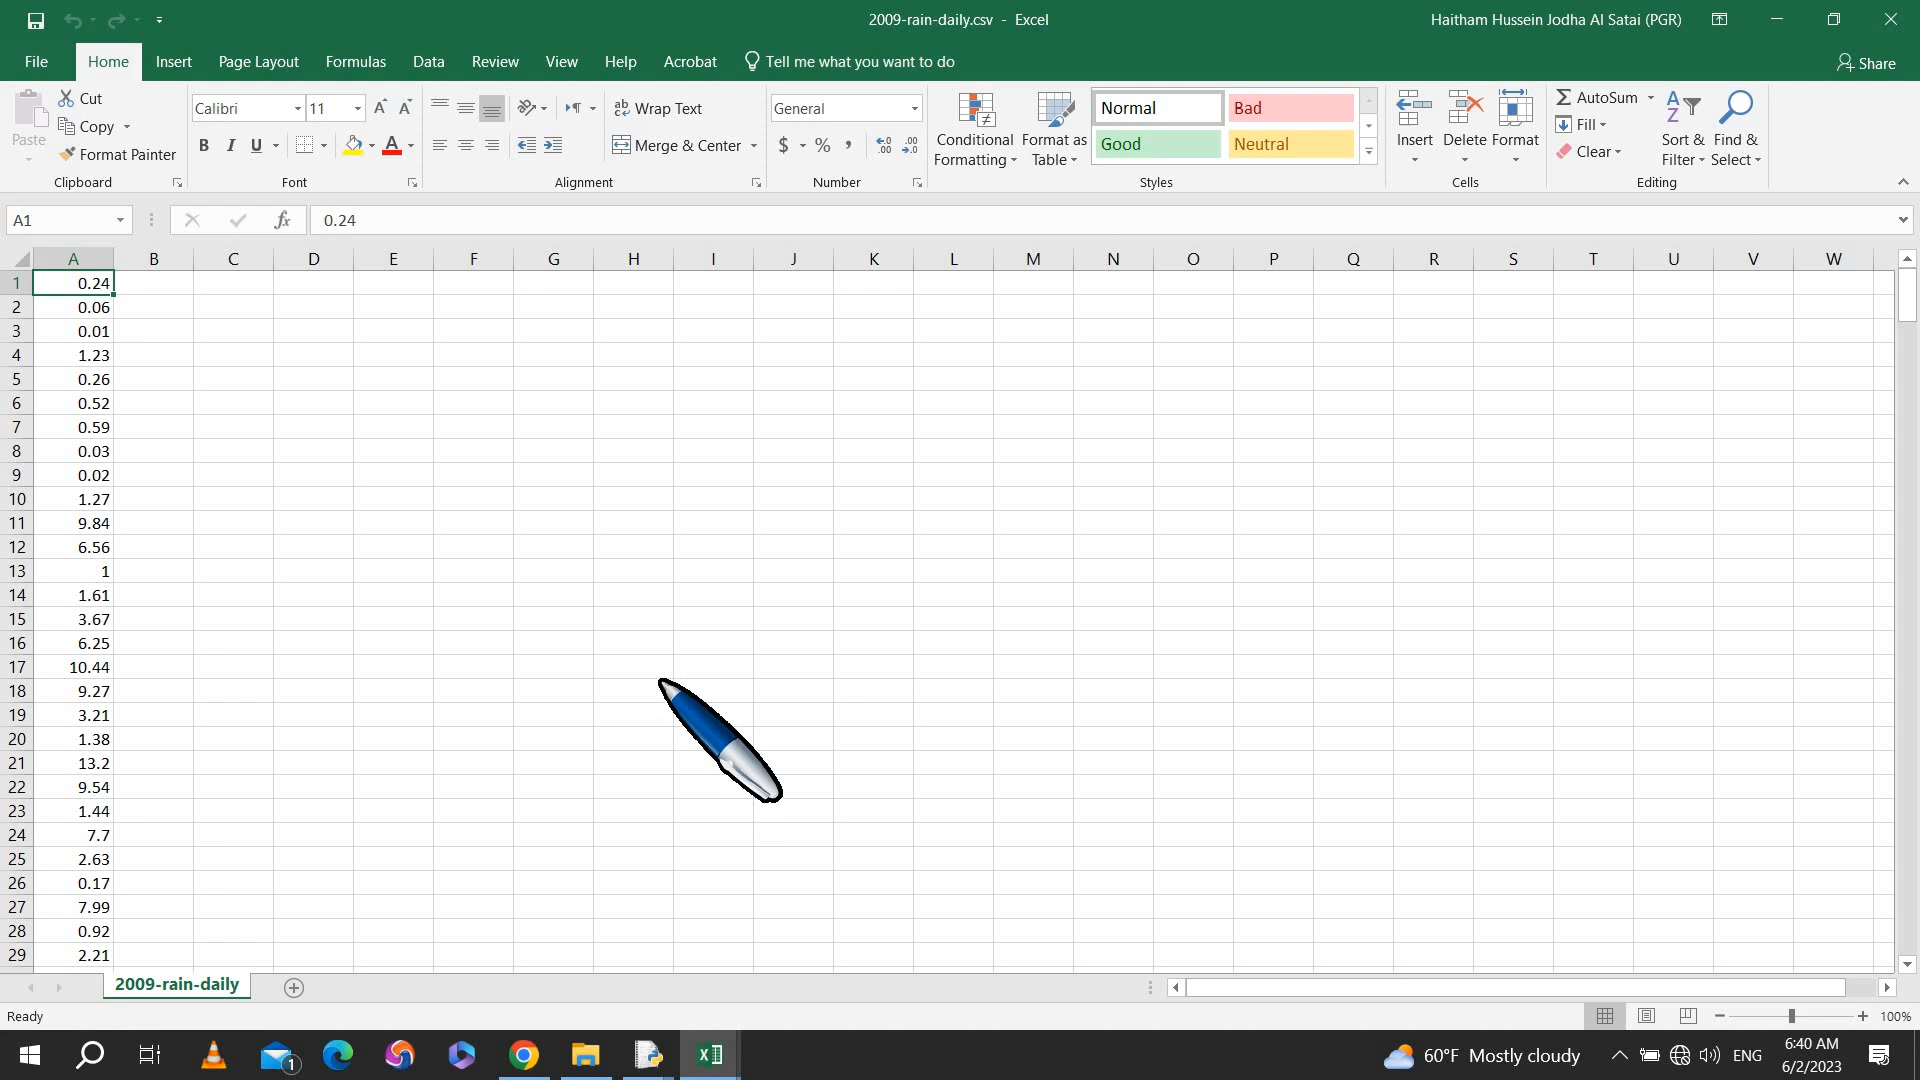 2009-rain-daily.csv - Excel
Haitham Hussein Jodha Al Satai (PGR)
File Home Insert Page Layout Formulas Data Review View Help Acrobat Tell me what you want to do Share
Paste
Cut
Copy
Format Painter
Clipboard
Calibri 11
B I U
Font
Wrap Text
Merge & Center
Alignment
General
$ % ,
Number
Conditional Formatting
Format as Table
Normal Bad
Good Neutral
Styles
Insert Delete Format
Cells
AutoSum
Fill
Clear
Sort & Filter
Find & Select
Editing
A1 fx 0.24
A B C D E F G H I J K L M N O P Q R S T U V W
1 0.24
2 0.06
3 0.01
4 1.23
5 0.26
6 0.52
7 0.59
8 0.03
9 0.02
10 1.27
11 9.84
12 6.56
13 1
14 1.61
15 3.67
16 6.25
17 10.44
18 9.27
19 3.21
20 1.38
21 13.2
22 9.54
23 1.44
24 7.7
25 2.63
26 0.17
27 7.99
28 0.92
29 2.21
2009-rain-daily
Ready
100%
1
60°F Mostly cloudy
ENG
6:40 AM
6/2/2023